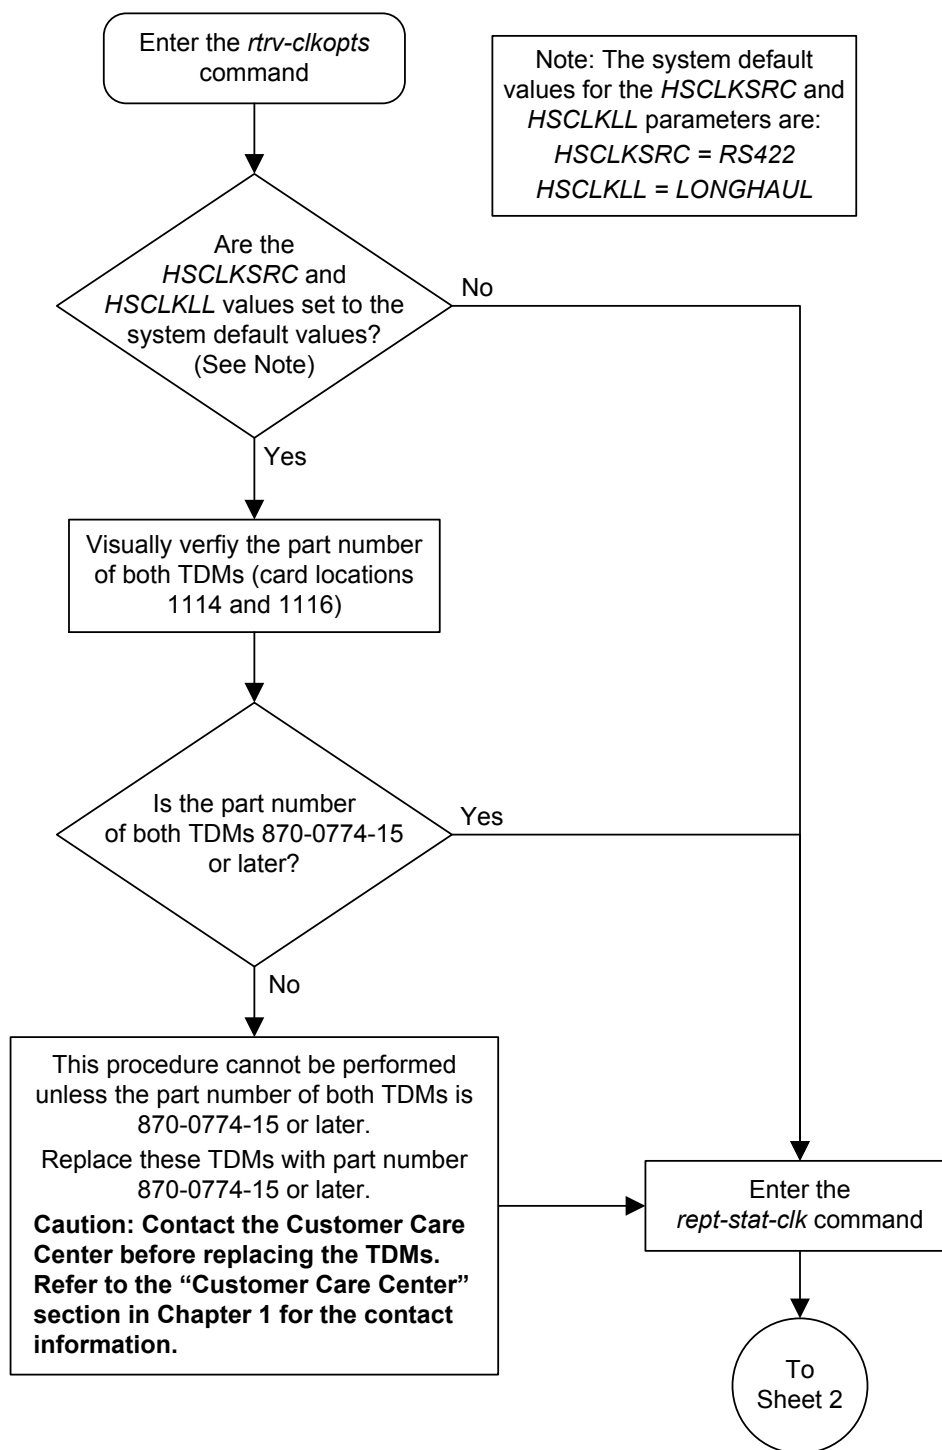 Enter the rtrv-clkopts
command
Note: The system default
values for the HSCLKSRC and
HSCLKLL parameters are:
HSCLKSRC = RS422
HSCLKLL = LONGHAUL
Are the
HSCLKSRC and
HSCLKLL values set to the
system default values?
(See Note)
No
Yes
Visually verfiy the part number
of both TDMs (card locations
1114 and 1116)
Is the part number
of both TDMs 870-0774-15
or later?
Yes
No
This procedure cannot be performed
unless the part number of both TDMs is
870-0774-15 or later.
Replace these TDMs with part number
870-0774-15 or later.
Caution: Contact the Customer Care
Center before replacing the TDMs.
Refer to the “Customer Care Center”
section in Chapter 1 for the contact
information.
Enter the
rept-stat-clk command
To
Sheet 2